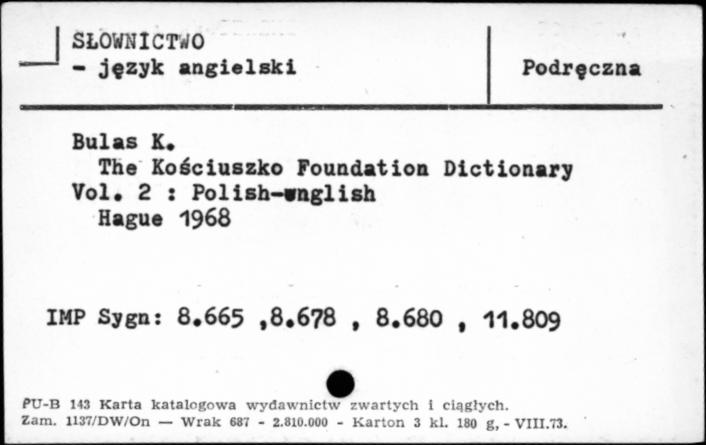 SŁOWNICTWO
- język angielski
Podręczna
Bulas K.
The Kościuszko Foundation Dictionary
Vol. 2 : Polish-english
Hague 1968
IMP Sygn: 8.665 ,8.678 , 8.680 , 11.809
PU-B 143 Karta katalogowa wydawnictw zwartych i ciągłych.
Zam. 1137/DW/On — Wrak 687 - 2.810.000 - Karton 3 kl. 180 g, - VIII.73.